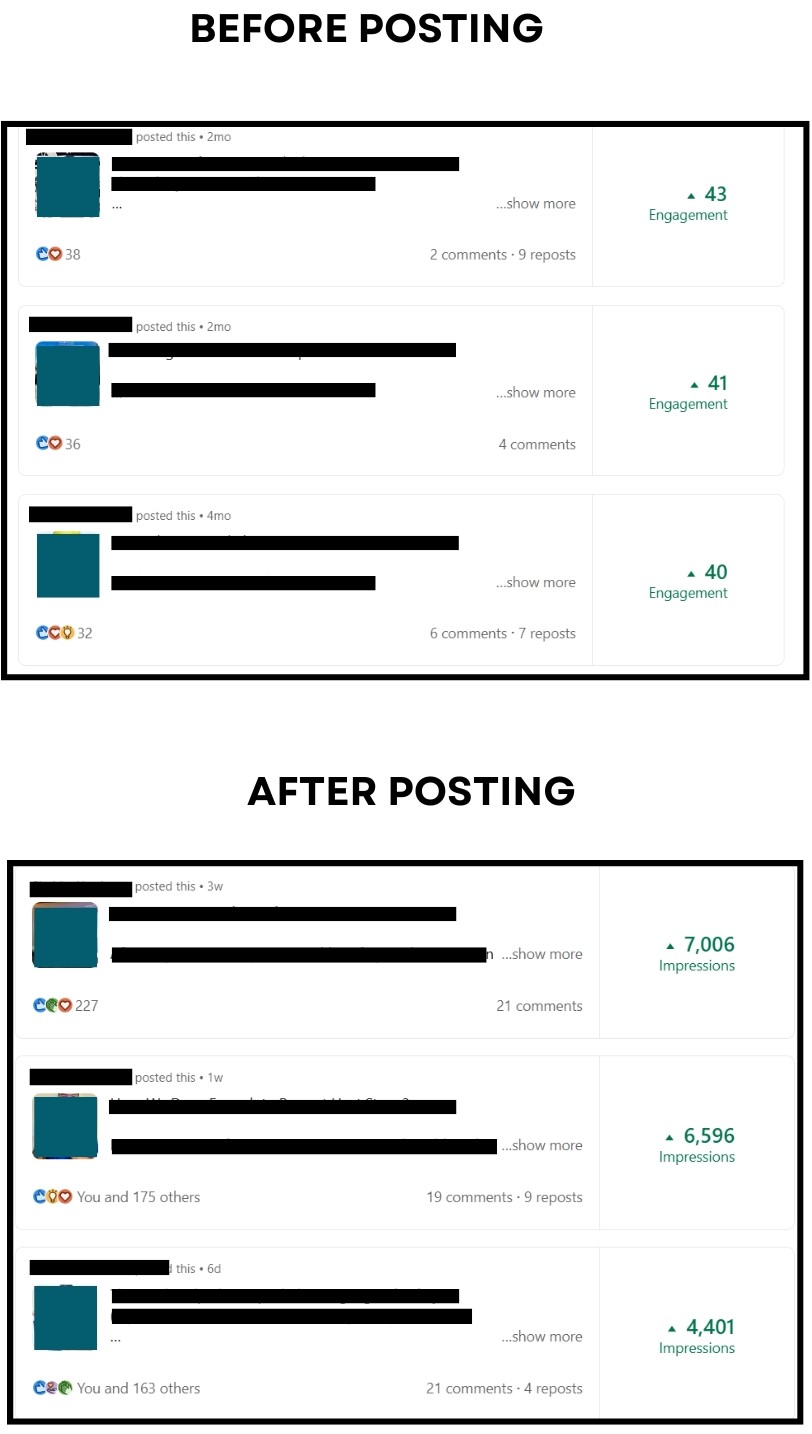 BEFORE POSTING
posted this • 2mo
... ...show more
▲ 43
Engagement
38 2 comments · 9 reposts
posted this • 2mo
...show more
▲ 41
Engagement
36 4 comments
posted this • 4mo
...show more
▲ 40
Engagement
32 6 comments · 7 reposts
AFTER POSTING
posted this • 3w
n ...show more
▲ 7,006
Impressions
227 21 comments
posted this • 1w
...show more
▲ 6,596
Impressions
You and 175 others 19 comments · 9 reposts
this • 6d
... ...show more
▲ 4,401
Impressions
You and 163 others 21 comments · 4 reposts